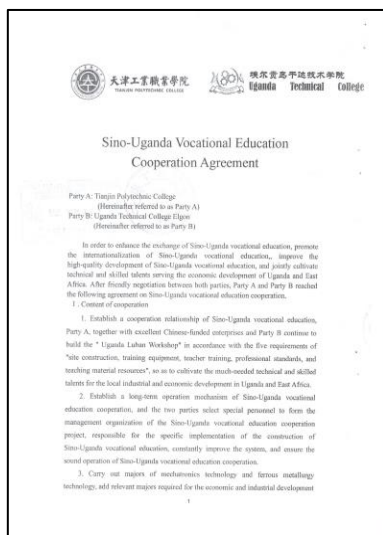 天津工業職業學院
TIANJIN POLYTECHNIC COLLEGE
埃尔贡乌干达技术学院
Uganda Technical College
Sino-Uganda Vocational Education
Cooperation Agreement
Party A: Tianjin Polytechnic College
(Hereinafter referred to as Party A)
Party B: Uganda Technical College Elgon
(Hereinafter referred to as Party B)
In order to enhance the exchange of Sino-Uganda vocational education, promote
the internationalization of Sino-Uganda vocational education,, improve the
high-quality development of Sino-Uganda vocational education, and jointly cultivate
technical and skilled talents serving the economic development of Uganda and East
Africa. After friendly negotiation between both parties, Party A and Party B reached
the following agreement on Sino-Uganda vocational education cooperation.
1 . Content of cooperation
1. Establish a cooperation relationship of Sino-Uganda vocational education,
Party A, together with excellent Chinese-funded enterprises and Party B continue to
build the " Uganda Luban Workshop" in accordance with the five requirements of
"site construction, training equipment, teacher training, professional standards, and
teaching material resources", so as to cultivate the much-needed technical and skilled
talents for the local industrial and economic development in Uganda and East Africa.
2. Establish a long-term operation mechanism of Sino-Uganda vocational
education cooperation, and the two parties select special personnel to form the
management organization of the Sino-Uganda vocational education cooperation
project, responsible for the specific implementation of the construction of
Sino-Uganda vocational education, constantly improve the system, and ensure the
sound operation of Sino-Uganda vocational education cooperation.
3. Carry out majors of mechatronics technology and ferrous metallurgy
technology, add relevant majors required for the economic and industrial development
1